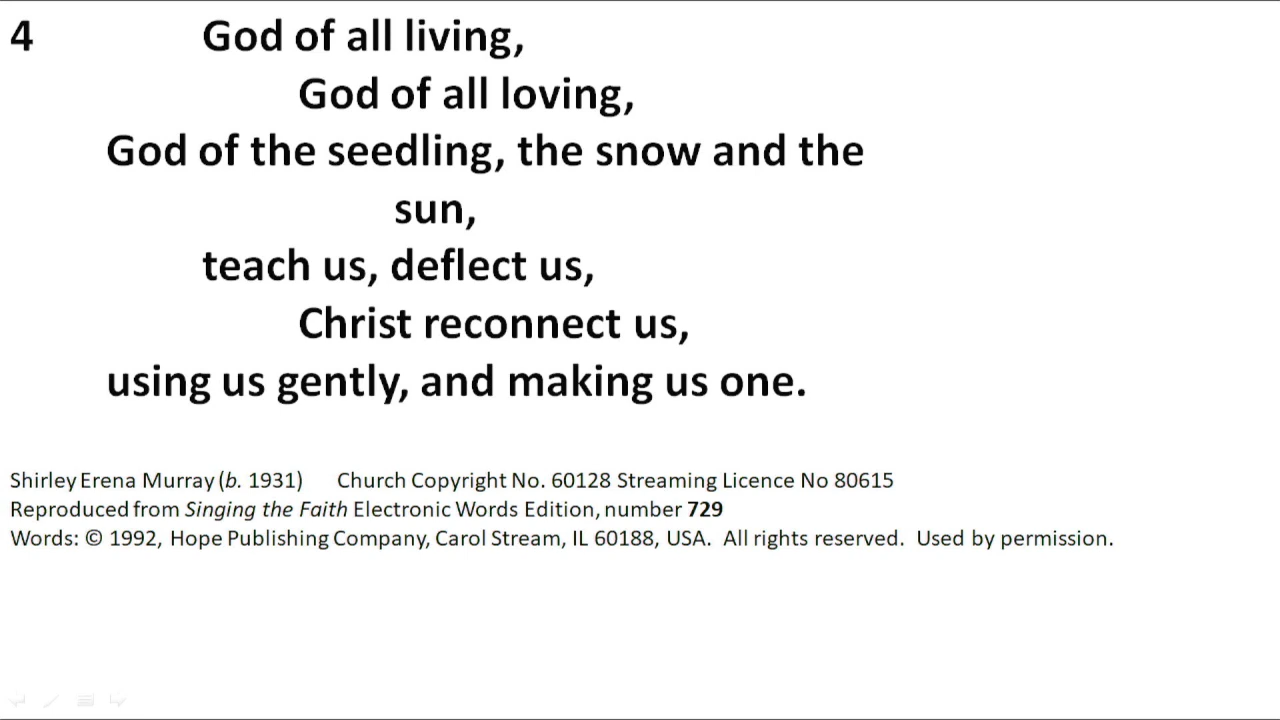 4 God of all living,
God of all loving,
God of the seedling, the snow and the
sun,
teach us, deflect us,
Christ reconnect us,
using us gently, and making us one.
Shirley Erena Murray (b. 1931) Church Copyright No. 60128 Streaming Licence No 80615
Reproduced from Singing the Faith Electronic Words Edition, number 729
Words: © 1992, Hope Publishing Company, Carol Stream, IL 60188, USA. All rights reserved. Used by permission.